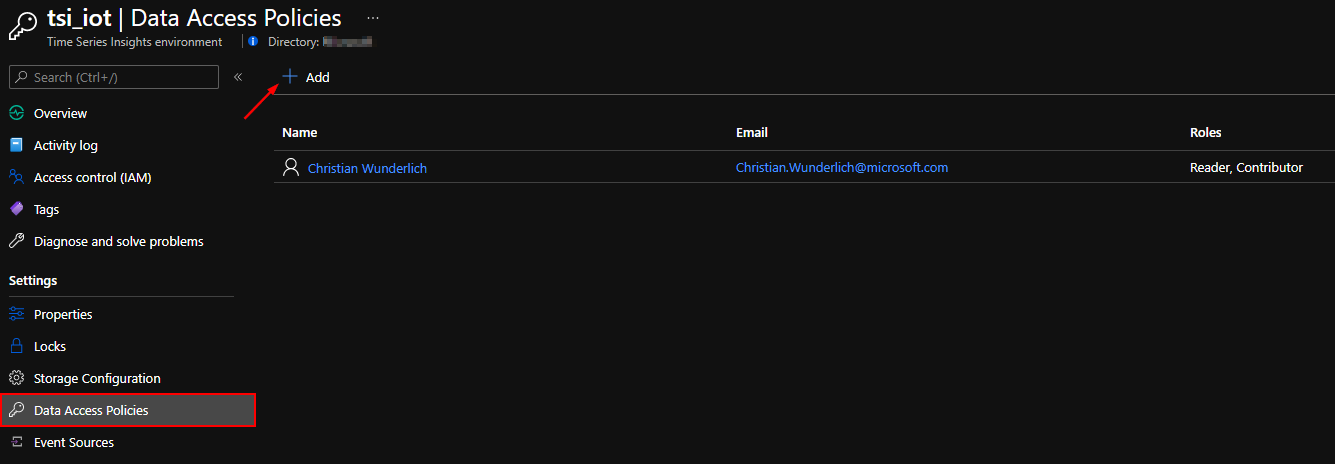 tsi_iot | Data Access Policies ...
Time Series Insights environment Directory:
Search (Ctrl+/) «
Add
Overview
Activity log
Access control (IAM)
Tags
Diagnose and solve problems
Settings
Properties
Locks
Storage Configuration
Data Access Policies
Event Sources
Name Email Roles
Christian Wunderlich Christian.Wunderlich@microsoft.com Reader, Contributor